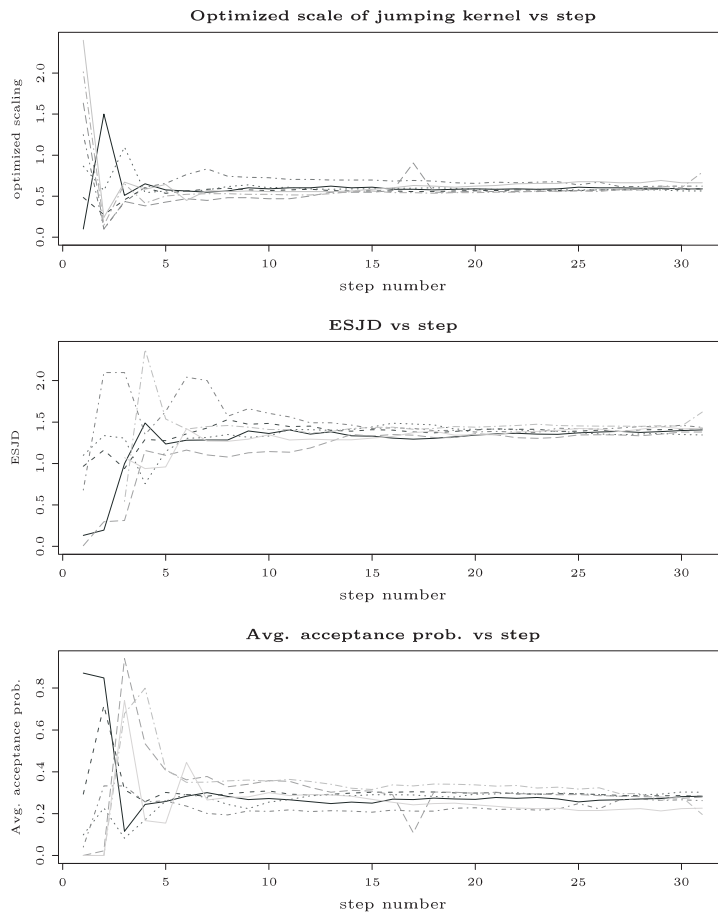 Optimized scale of jumping kernel vs step
optimized scaling
0.0 0.5 1.0 1.5 2.0
0 5 10 15 20 25 30
step number
ESJD vs step
ESJD
0.0 0.5 1.0 1.5 2.0
0 5 10 15 20 25 30
step number
Avg. acceptance prob. vs step
Avg. acceptance prob.
0.0 0.2 0.4 0.6 0.8
0 5 10 15 20 25 30
step number